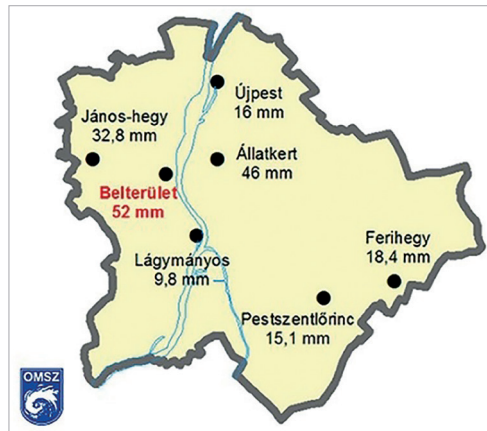 Újpest
16 mm
János-hegy
32,8 mm
Állatkert
46 mm
Belterület
52 mm
Lágymányos
9,8 mm
Ferihegy
18,4 mm
Pestszentlőrinc
15,1 mm
OMSZ